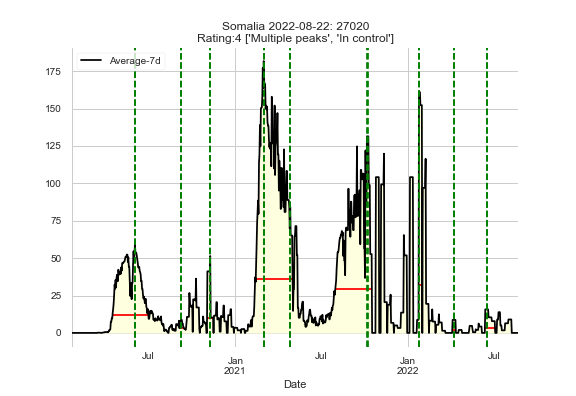 Somalia 2022-08-22: 27020
Rating:4 ['Multiple peaks', 'In control']
Average-7d
175
150
125
100
75
50
25
0
Jul
Jan
2021
Jul
Jan
2022
Jul
Date